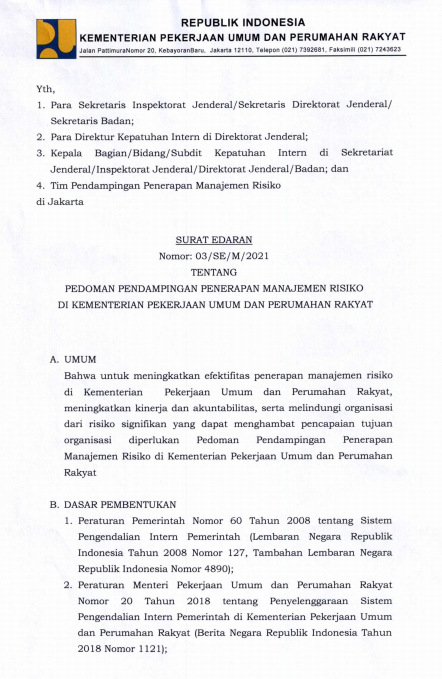 REPUBLIK INDONESIA
KEMENTERIAN PEKERJAAN UMUM DAN PERUMAHAN RAKYAT
Jalan PattimuraNomor 20, KebayoranBaru, Jakarta 12110, Telepon (021) 7392681, Faksimili (021) 7243623
Yth,
1. Para Sekretaris Inspektorat Jenderal/Sekretaris Direktorat Jenderal/
Sekretaris Badan;
2. Para Direktur Kepatuhan Intern di Direktorat Jenderal;
3. Kepala Bagian/Bidang/Subdit Kepatuhan Intern di Sekretariat
Jenderal/Inspektorat Jenderal/Direktorat Jenderal/Badan; dan
4. Tim Pendampingan Penerapan Manajemen Risiko
di Jakarta
SURAT EDARAN
Nomor: 03/SE/M/2021
TENTANG
PEDOMAN PENDAMPINGAN PENERAPAN MANAJEMEN RISIKO
DI KEMENTERIAN PEKERJAAN UMUM DAN PERUMAHAN RAKYAT
A. UMUM
Bahwa untuk meningkatkan efektifitas penerapan manajemen risiko
di Kementerian Pekerjaan Umum dan Perumahan Rakyat,
meningkatkan kinerja dan akuntabilitas, serta melindungi organisasi
dari risiko signifikan yang dapat menghambat pencapaian tujuan
organisasi diperlukan Pedoman Pendampingan Penerapan
Manajemen Risiko di Kementerian Pekerjaan Umum dan Perumahan
Rakyat
B. DASAR PEMBENTUKAN
1. Peraturan Pemerintah Nomor 60 Tahun 2008 tentang Sistem
Pengendalian Intern Pemerintah (Lembaran Negara Republik
Indonesia Tahun 2008 Nomor 127, Tambahan Lembaran Negara
Republik Indonesia Nomor 4890);
2. Peraturan Menteri Pekerjaan Umum dan Perumahan Rakyat
Nomor 20 Tahun 2018 tentang Penyelenggaraan Sistem
Pengendalian Intern Pemerintah di Kementerian Pekerjaan Umum
dan Perumahan Rakyat (Berita Negara Republik Indonesia Tahun
2018 Nomor 1121);